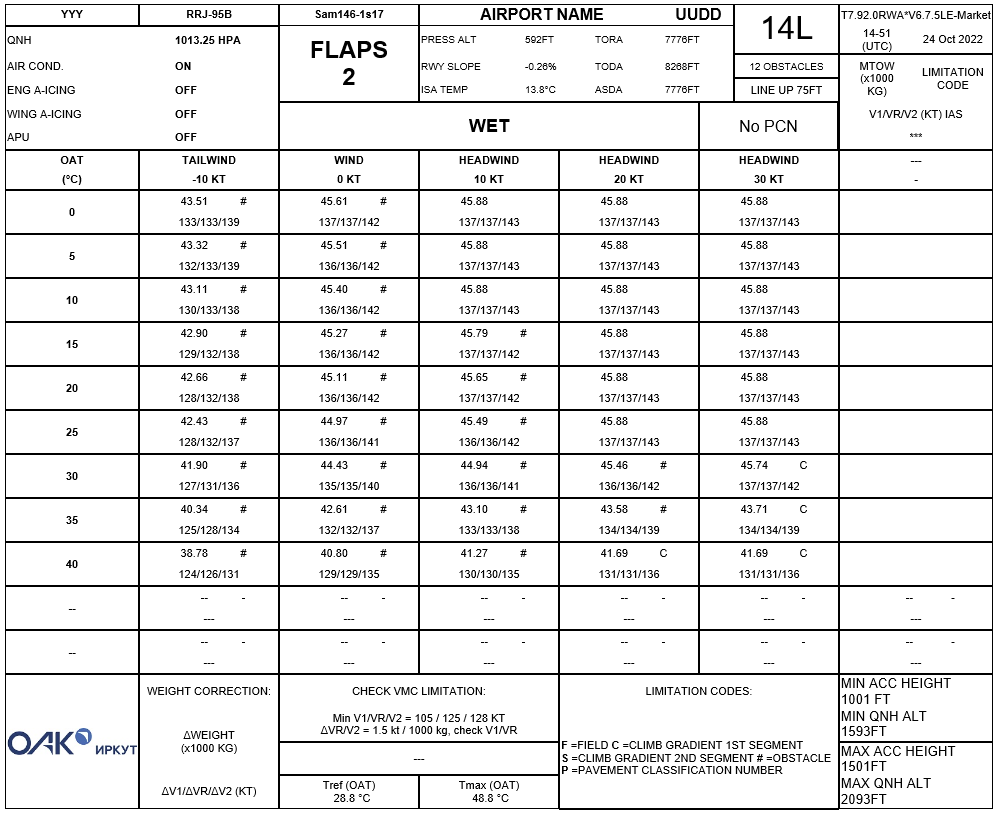 YYY RRJ-95B Sam146-1s17 AIRPORT NAME UUDD 14L T7.92.0RWA*V6.7.5LE-Market
14-51 (UTC) 24 Oct 2022
QNH 1013.25 HPA FLAPS 2 PRESS ALT 592FT TORA 7776FT
AIR COND. ON RWY SLOPE -0.26% TODA 8268FT 12 OBSTACLES MTOW (x1000 KG) LIMITATION CODE
ENG A-ICING OFF ISA TEMP 13.8°C ASDA 7776FT LINE UP 75FT
WING A-ICING OFF WET No PCN V1/VR/V2 (KT) IAS
APU OFF ***
OAT TAILWIND WIND HEADWIND HEADWIND HEADWIND ---
(°C) -10 KT 0 KT 10 KT 20 KT 30 KT -
0 43.51 # 45.61 # 45.88 45.88 45.88
133/133/139 137/137/142 137/137/143 137/137/143 137/137/143
5 43.32 # 45.51 # 45.88 45.88 45.88
132/133/139 136/136/142 137/137/143 137/137/143 137/137/143
10 43.11 # 45.40 # 45.88 45.88 45.88
130/133/138 136/136/142 137/137/143 137/137/143 137/137/143
15 42.90 # 45.27 # 45.79 # 45.88 45.88
129/132/138 136/136/142 137/137/142 137/137/143 137/137/143
20 42.66 # 45.11 # 45.65 # 45.88 45.88
128/132/138 136/136/142 137/137/142 137/137/143 137/137/143
25 42.43 # 44.97 # 45.49 # 45.88 45.88
128/132/137 136/136/141 136/136/142 137/137/143 137/137/143
30 41.90 # 44.43 # 44.94 # 45.46 # 45.74 C
127/131/136 135/135/140 136/136/141 136/136/142 137/137/142
35 40.34 # 42.61 # 43.10 # 43.58 # 43.71 C
125/128/134 132/132/137 133/133/138 134/134/139 134/134/139
40 38.78 # 40.80 # 41.27 # 41.69 C 41.69 C
124/126/131 129/129/135 130/130/135 131/131/136 131/131/136
-- -- - -- - -- - -- - -- - -- -
--- --- --- --- --- ---
-- -- - -- - -- - -- - -- - -- -
--- --- --- --- --- ---
ОАК ИРКУТ
WEIGHT CORRECTION:
ΔWEIGHT
(x1000 KG)
ΔV1/ΔVR/ΔV2 (KT)
CHECK VMC LIMITATION:
Min V1/VR/V2 = 105 / 125 / 128 KT
ΔVR/V2 = 1.5 kt / 1000 kg, check V1/VR
---
Tref (OAT) Tmax (OAT)
28.8 °C 48.8 °C
LIMITATION CODES:
F =FIELD C =CLIMB GRADIENT 1ST SEGMENT
S =CLIMB GRADIENT 2ND SEGMENT # =OBSTACLE
P =PAVEMENT CLASSIFICATION NUMBER
MIN ACC HEIGHT
1001 FT
MIN QNH ALT
1593FT
MAX ACC HEIGHT
1501FT
MAX QNH ALT
2093FT